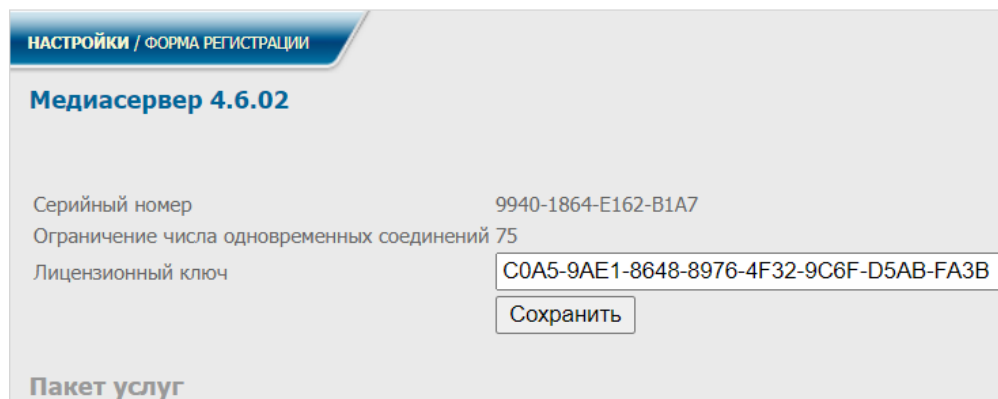 НАСТРОЙКИ / ФОРМА РЕГИСТРАЦИИ
Медиасервер 4.6.02
Серийный номер 9940-1864-E162-B1A7
Ограничение числа одновременных соединений 75
Лицензионный ключ C0A5-9AE1-8648-8976-4F32-9C6F-D5AB-FA3B
Сохранить
Пакет услуг